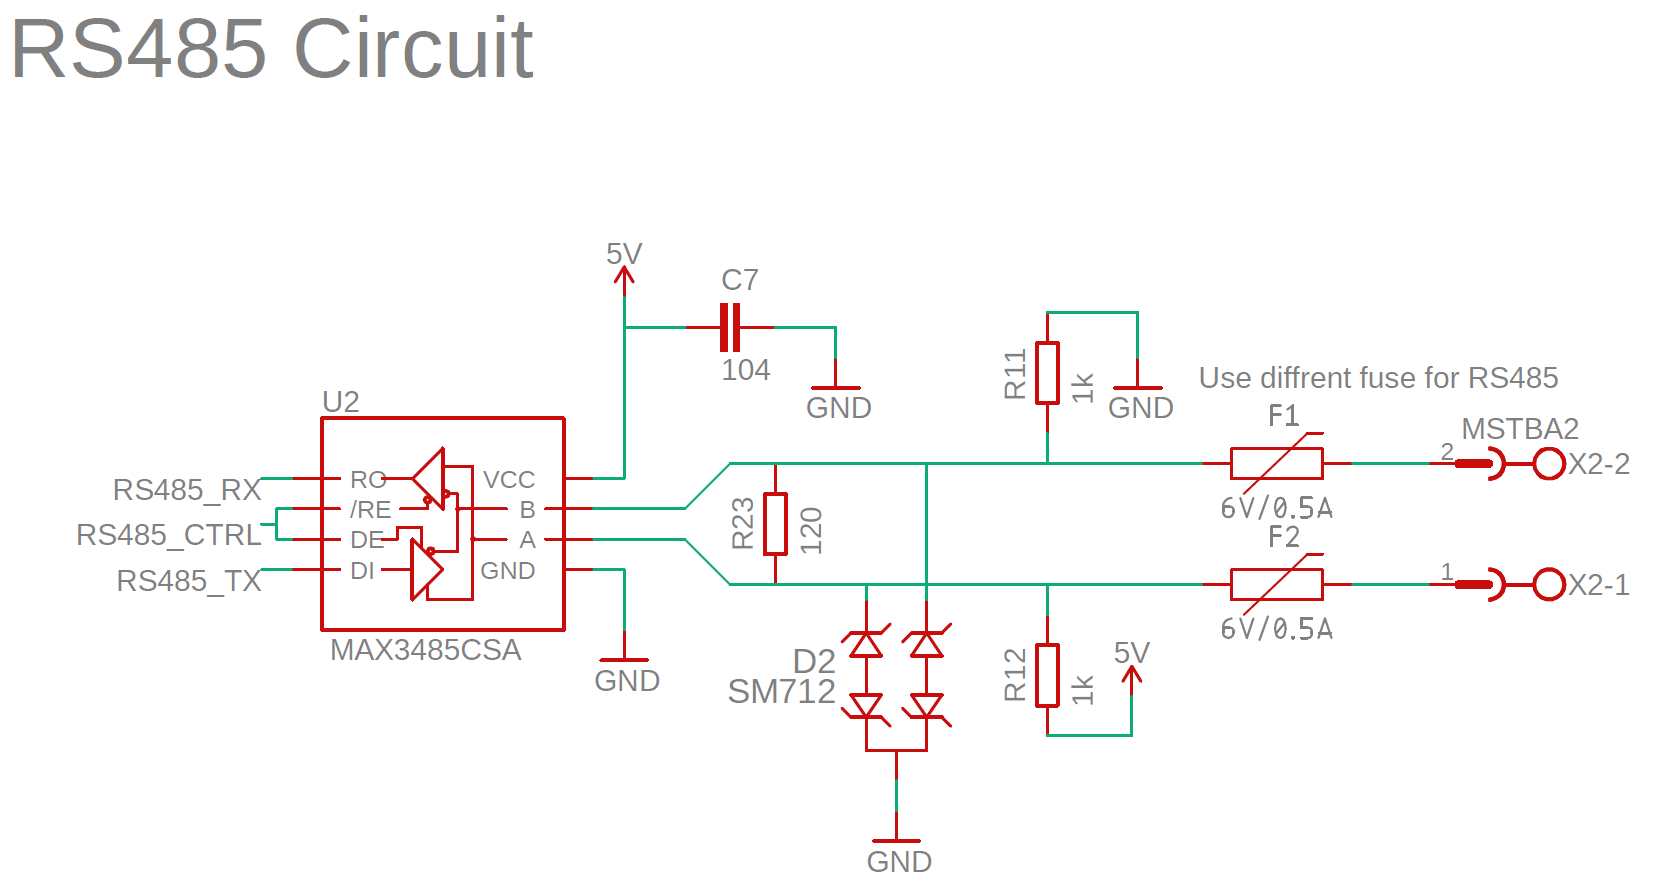 RS485 Circuit
5V
C7
104
GND
R11
1k
GND
Use diffrent fuse for RS485
F1
MSTBA2
2
X2-2
6V/0.5A
F2
1
X2-1
6V/0.5A
U2
RS485_RX
RS485_CTRL
RS485_TX
RO
/RE
DE
DI
VCC
B
A
GND
MAX3485CSA
GND
R23
120
D2
SM712
R12
1k
5V
GND